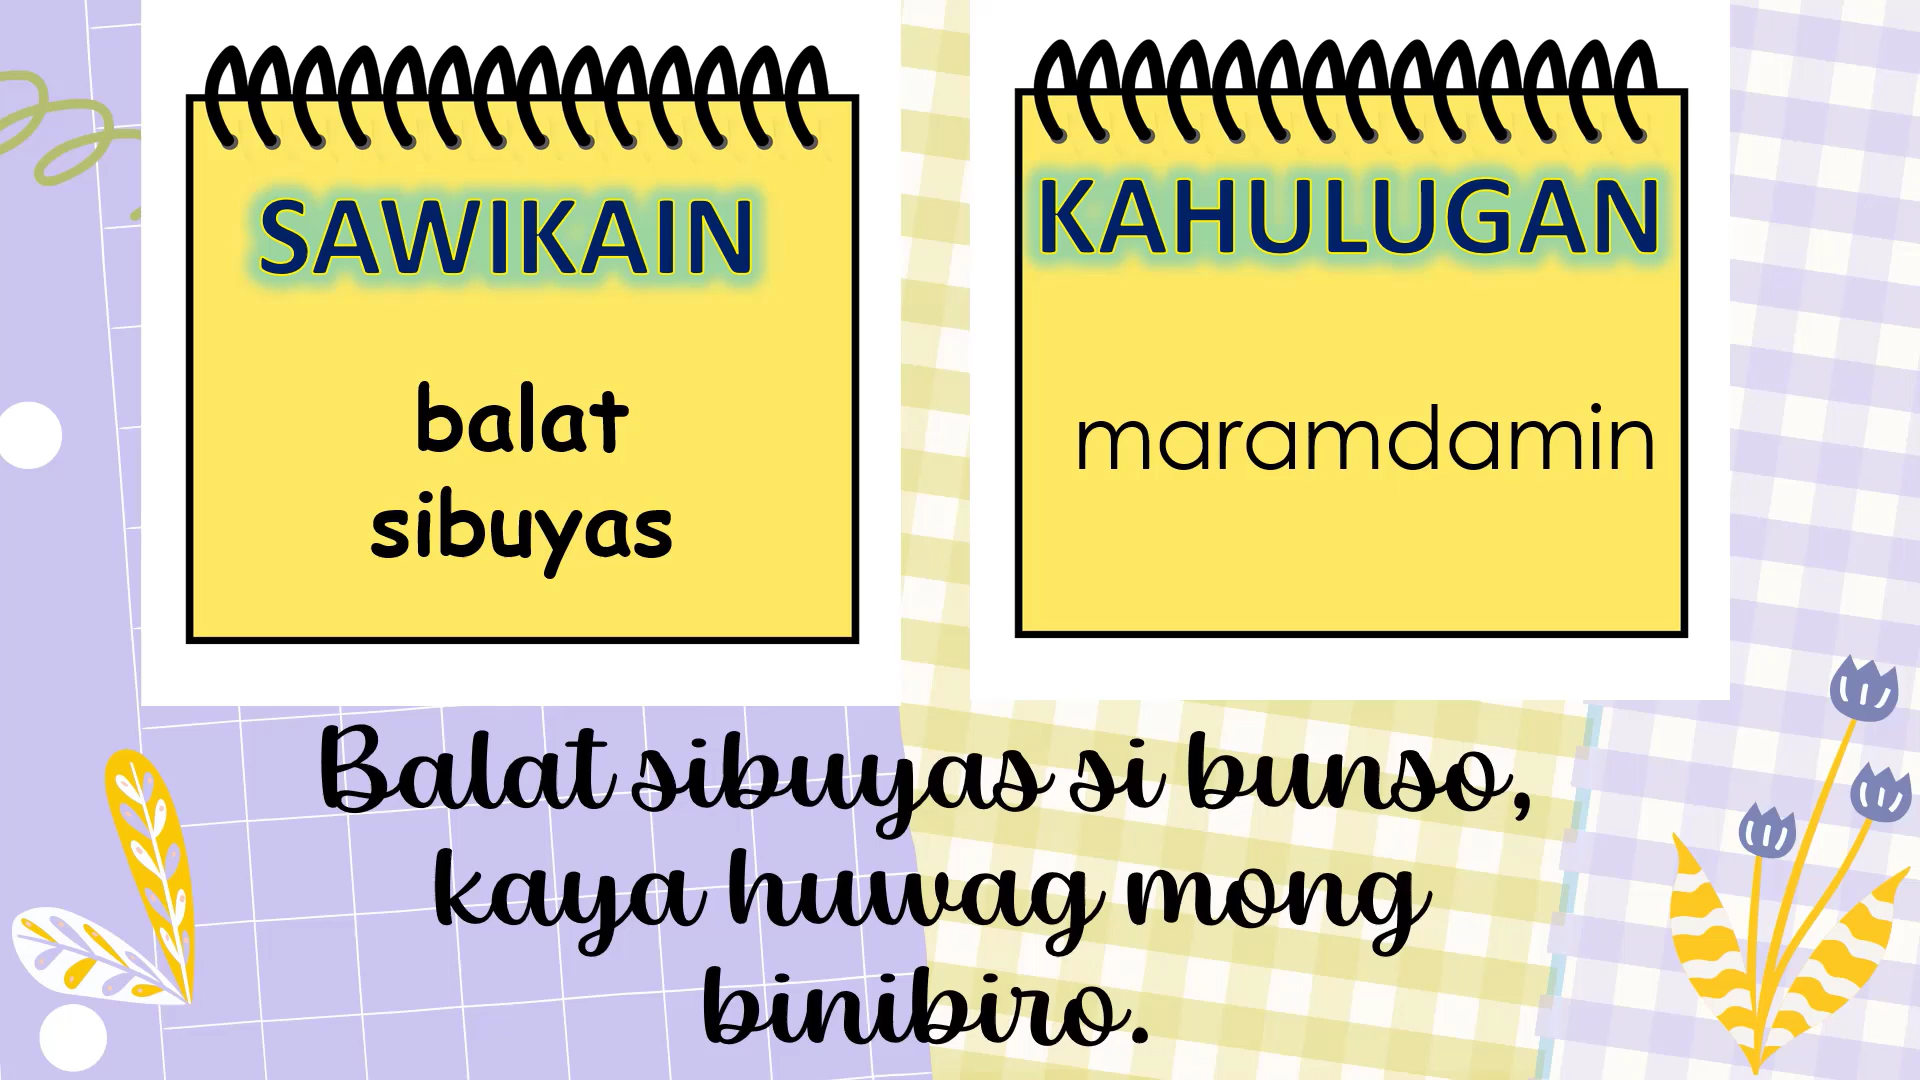 SAWIKAIN
balat
sibuyas
KAHULUGAN
maramdamin
Balat sibuyas si bunso,
kaya huwag mong
binibiro.